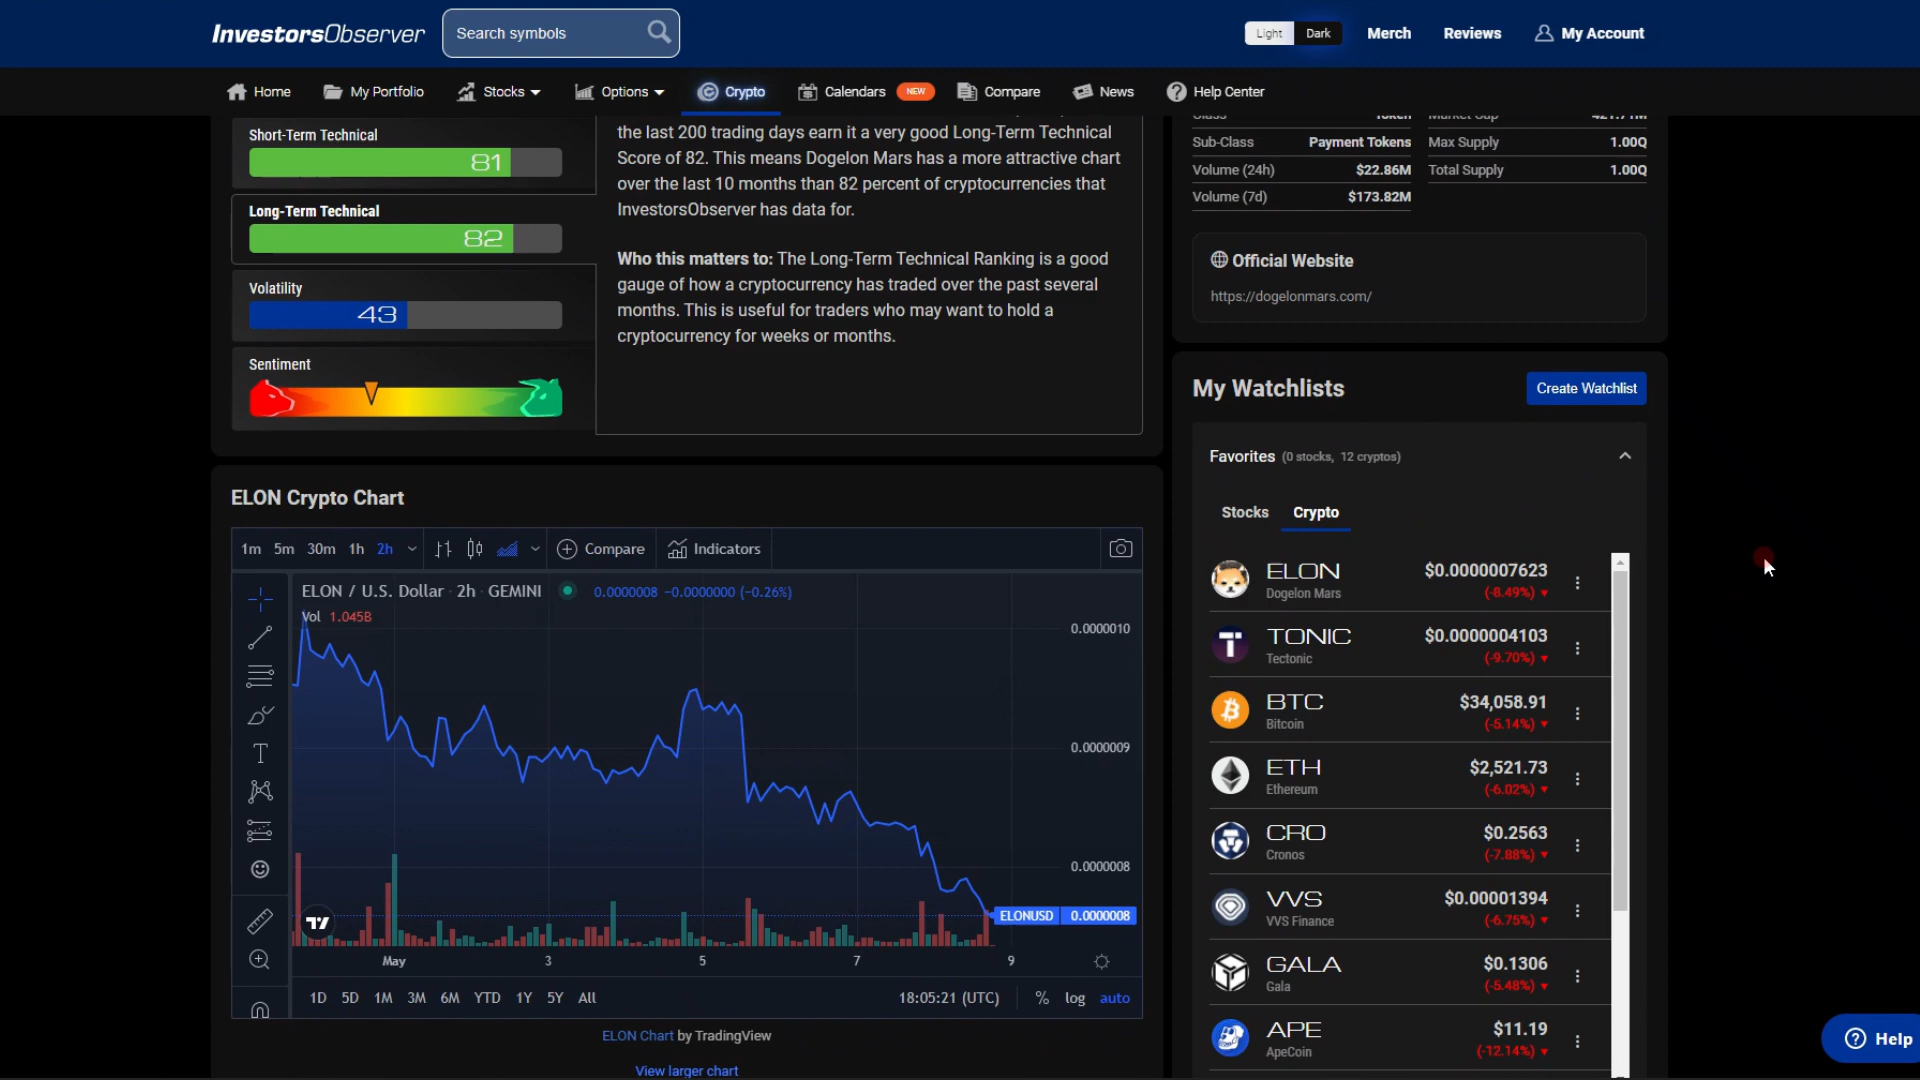 InvestorsObserver
Search symbols
Light
Dark
Merch
Reviews
My Account
Home
My Portfolio
Stocks
Options
Crypto
Calendars
NEW
Compare
News
Help Center
Short-Term Technical
81
Long-Term Technical
82
Volatility
43
Sentiment
the last 200 trading days earn it a very good Long-Term Technical
Score of 82. This means Dogelon Mars has a more attractive chart
over the last 10 months than 82 percent of cryptocurrencies that
InvestorsObserver has data for.
Who this matters to: The Long-Term Technical Ranking is a good
gauge of how a cryptocurrency has traded over the past several
months. This is useful for traders who may want to hold a
cryptocurrency for weeks or months.
Class Token Market Cap 421.71M
Sub-Class Payment Tokens Max Supply 1.00Q
Volume (24h) $22.86M Total Supply 1.00Q
Volume (7d) $173.82M
Official Website
https://dogelonmars.com/
ELON Crypto Chart
1m 5m 30m 1h 2h
Compare
Indicators
ELON / U.S. Dollar · 2h · GEMINI
0.0000008 −0.0000000 (−0.26%)
Vol 1.045B
0.0000010
0.0000009
0.0000008
ELONUSD 0.0000008
May 3 5 7 9
1D 5D 1M 3M 6M YTD 1Y 5Y All
18:05:21 (UTC)
% log auto
ELON Chart by TradingView
View larger chart
My Watchlists
Create Watchlist
Favorites (0 stocks, 12 cryptos)
Stocks
Crypto
ELON $0.0000007623
Dogelon Mars (-8.49%)
TONIC $0.0000004103
Tectonic (-9.70%)
BTC $34,058.91
Bitcoin (-5.14%)
ETH $2,521.73
Ethereum (-6.02%)
CRO $0.2563
Cronos (-7.88%)
VVS $0.00001394
VVS Finance (-6.75%)
GALA $0.1306
Gala (-5.48%)
APE $11.19
ApeCoin (-12.14%)
Help